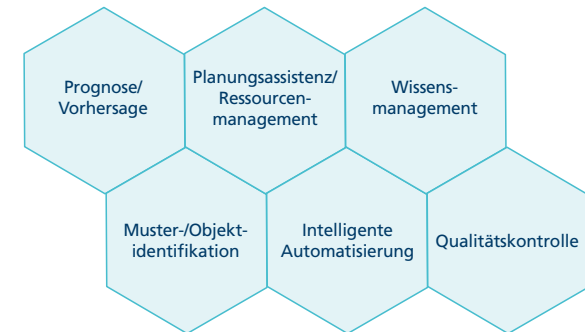 Prognose/
Vorhersage
Planungsassistenz/
Ressourcen-
management
Wissens-
management
Muster-/Objekt-
identifikation
Intelligente
Automatisierung
Qualitätskontrolle